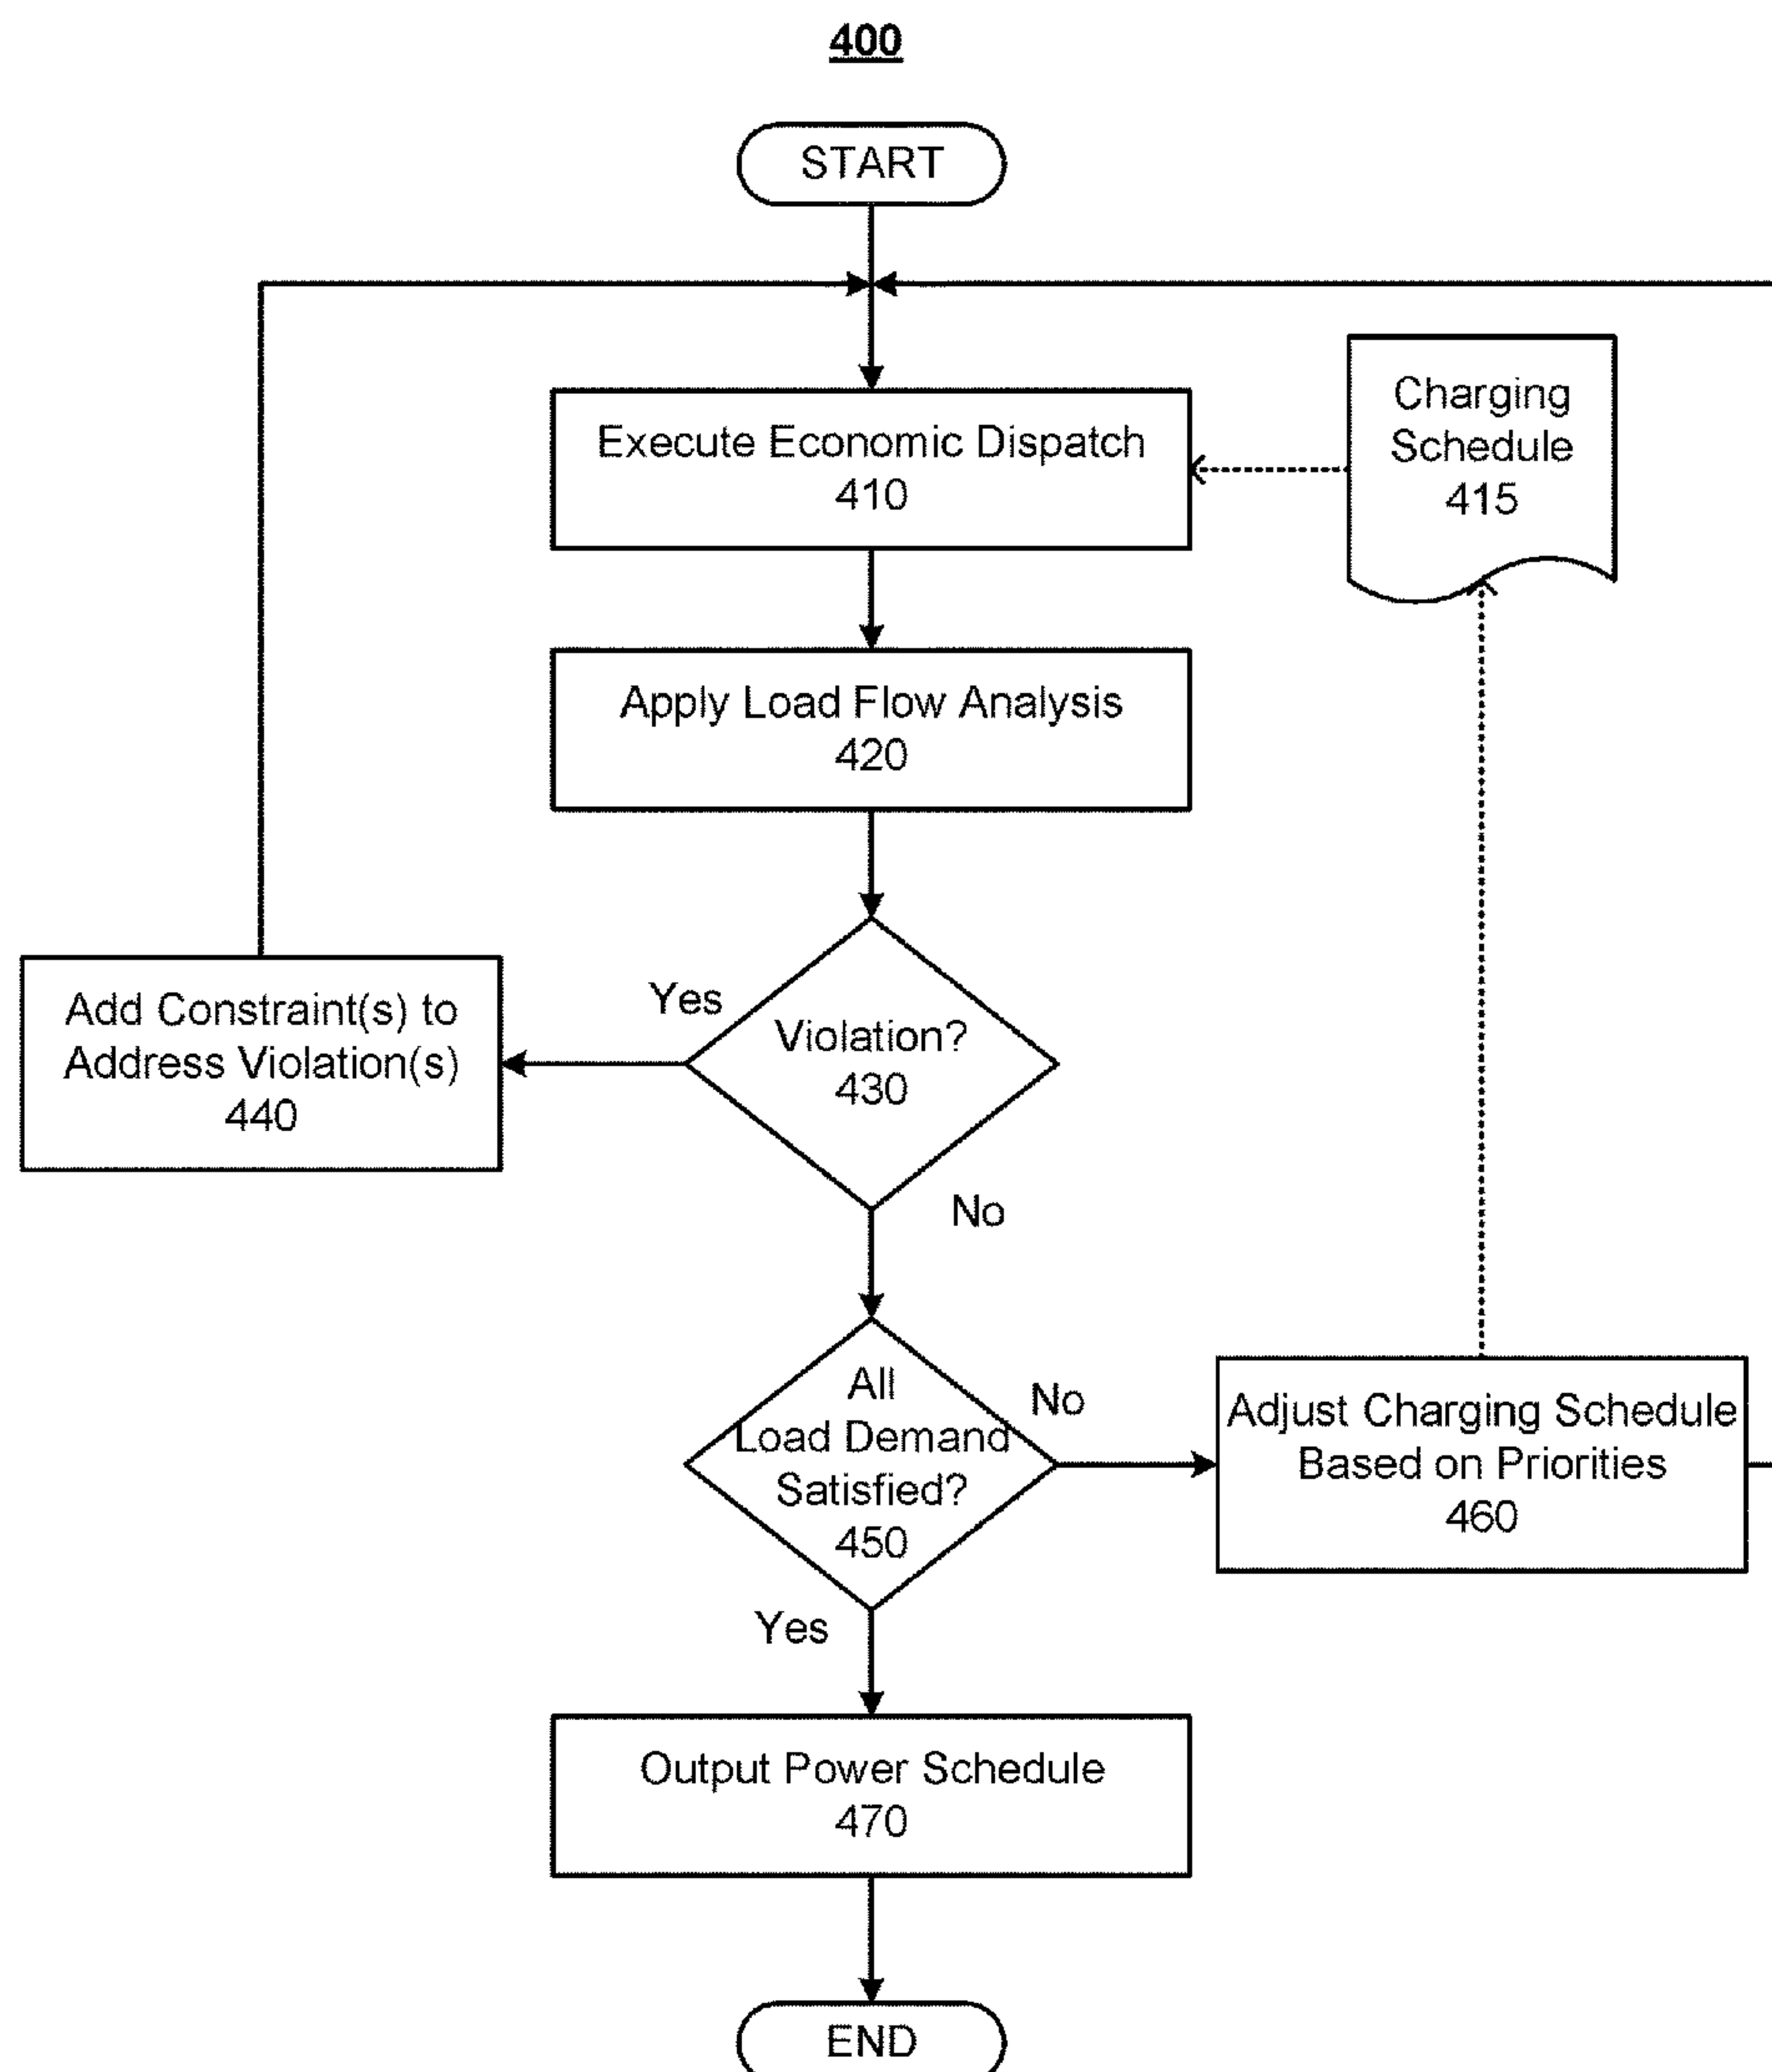 400
START
Execute Economic Dispatch
410
Charging
Schedule
415
Apply Load Flow Analysis
420
Yes
Violation?
430
Add Constraint(s) to
Address Violation(s)
440
No
All
Load Demand
Satisfied?
450
No
Adjust Charging Schedule
Based on Priorities
460
Yes
Output Power Schedule
470
END